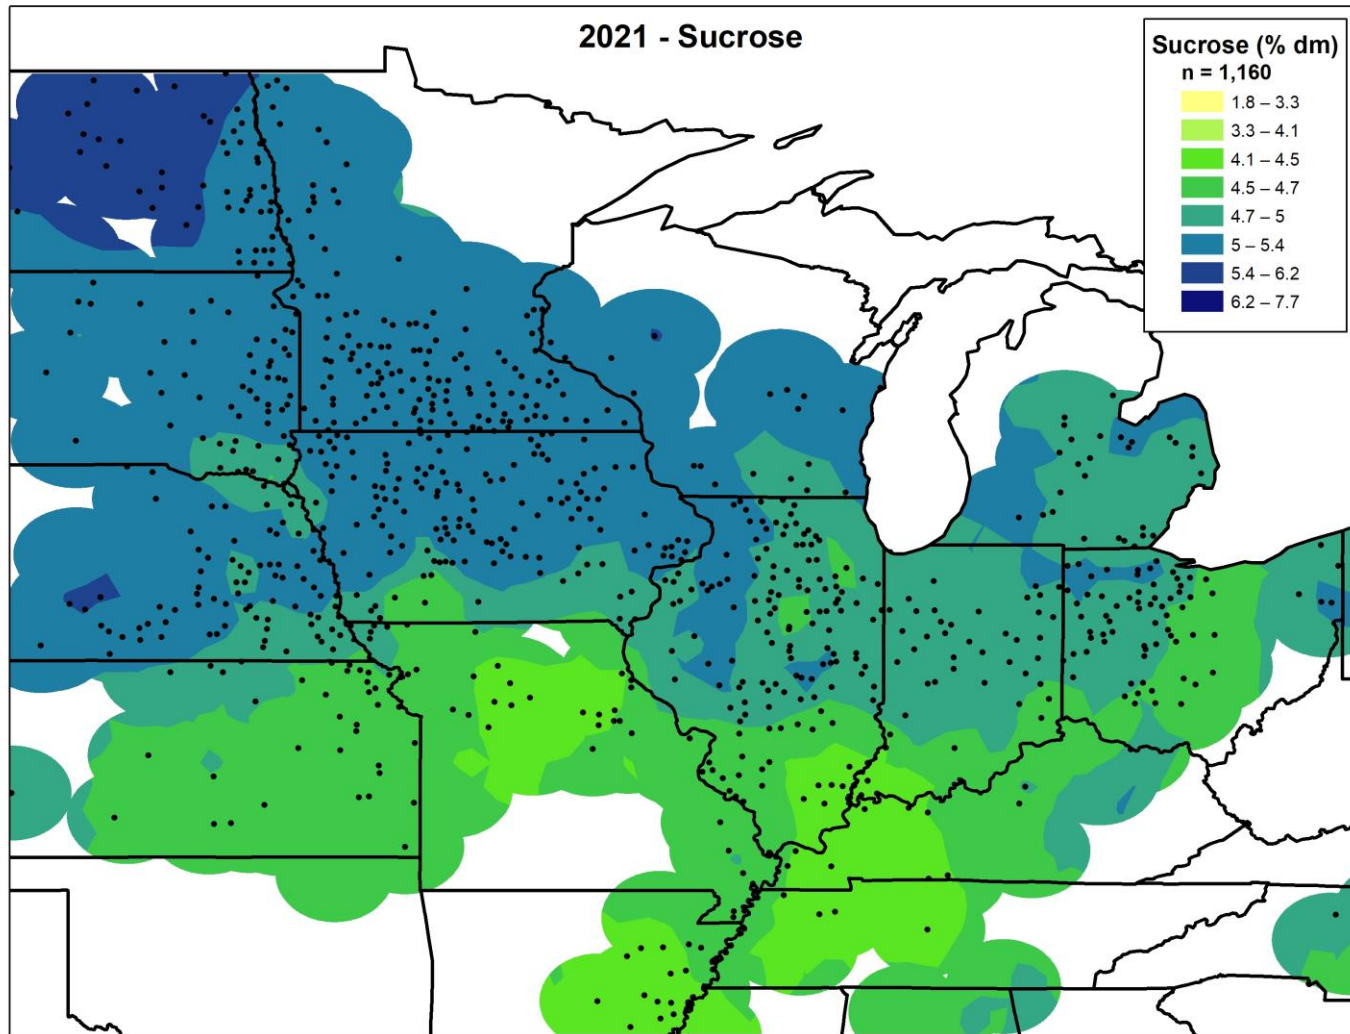 2021 - Sucrose
Sucrose (% dm)
n = 1,160
1.8 – 3.3
3.3 – 4.1
4.1 – 4.5
4.5 – 4.7
4.7 – 5
5 – 5.4
5.4 – 6.2
6.2 – 7.7